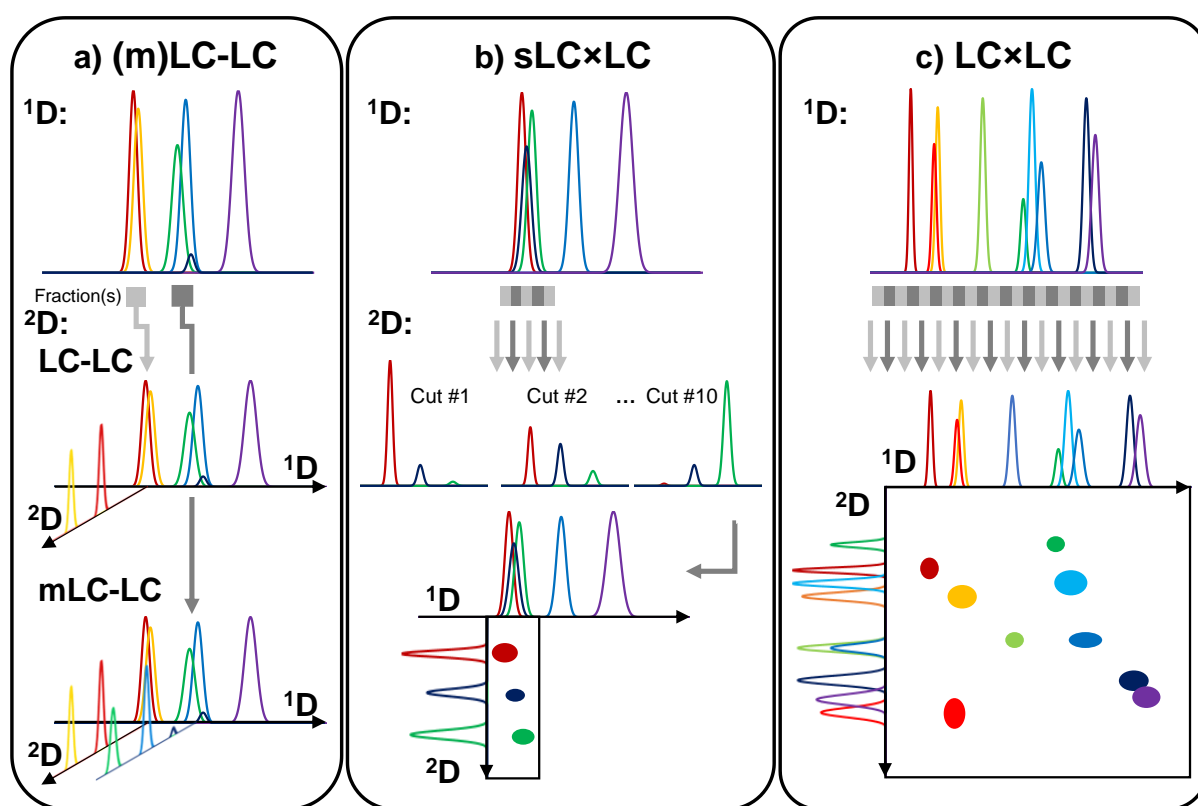 a) (m)LC-LC
¹D:
Fraction(s)
²D:
LC-LC
¹D
²D
mLC-LC
¹D
²D
b) sLC×LC
¹D:
²D:
Cut #1
Cut #2
... Cut #10
¹D
²D
c) LC×LC
¹D:
¹D
²D